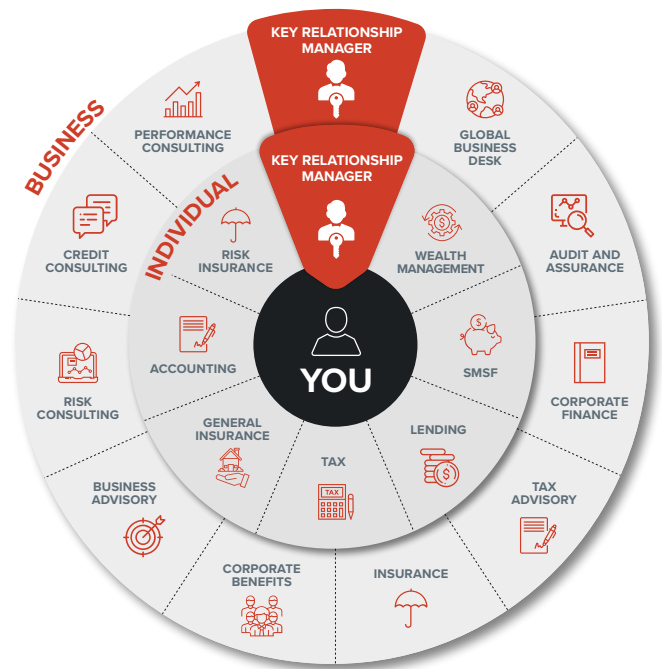 KEY RELATIONSHIP
MANAGER
BUSINESS
PERFORMANCE
CONSULTING
GLOBAL
BUSINESS
DESK
KEY RELATIONSHIP
MANAGER
INDIVIDUAL
CREDIT
CONSULTING
RISK
INSURANCE
WEALTH
MANAGEMENT
$
AUDIT AND
ASSURANCE
$
ACCOUNTING
YOU
SMSF
RISK
CONSULTING
CORPORATE
FINANCE
GENERAL
INSURANCE
LENDING
$
TAX
TAX
BUSINESS
ADVISORY
TAX
ADVISORY
CORPORATE
BENEFITS
INSURANCE